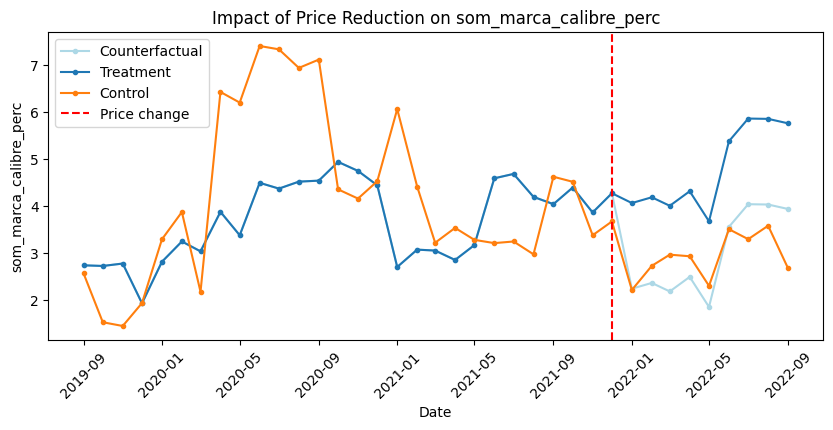 Impact of Price Reduction on som_marca_calibre_perc
Counterfactual
Treatment
Control
Price change
som_marca_calibre_perc
7
6
5
4
3
2
2019-09
2020-01
2020-05
2020-09
2021-01
2021-05
2021-09
2022-01
2022-05
2022-09
Date